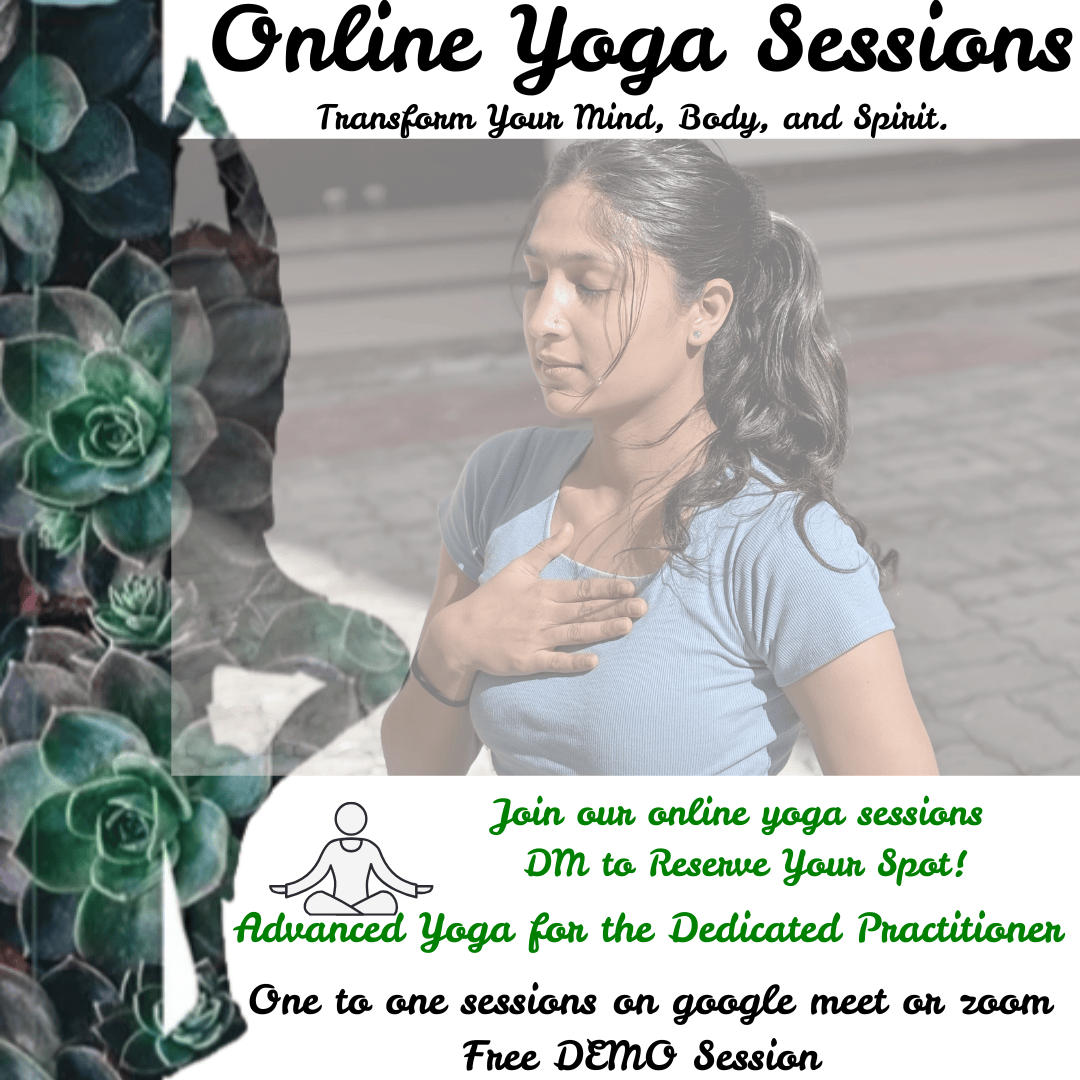 Online Yoga Sessions
Transform Your Mind, Body, and Spirit.
Join our online yoga sessions
DM to Reserve Your Spot!
Advanced Yoga for the Dedicated Practitioner
One to one sessions on google meet or zoom
Free DEMO Session